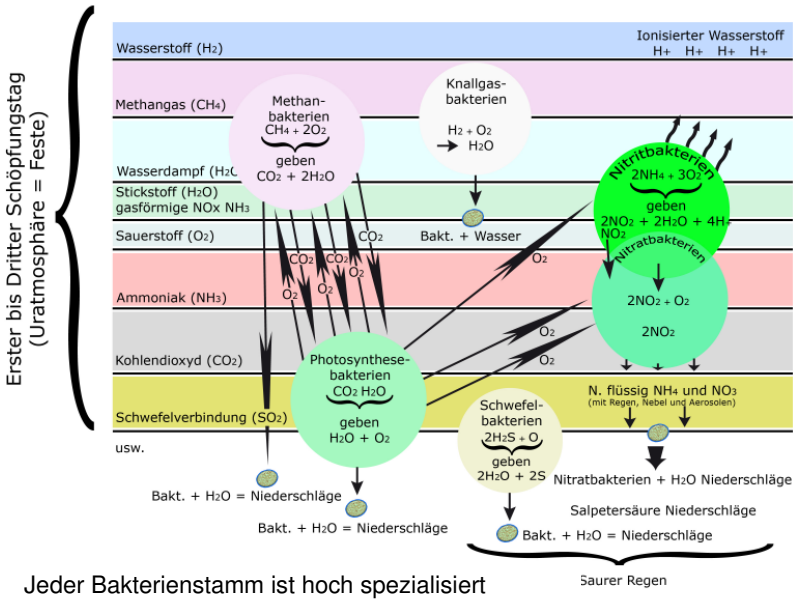 Erster bis Dritter Schöpfungstag
(Uratmosphäre = Feste)
Wasserstoff (H2)
Ionisierter Wasserstoff
H+ H+ H+ H+
Methangas (CH4)
Methan-
bakterien
CH4 + 2O2
geben
CO2 + 2H2O
Knallgas-
bakterien
H2 + O2
H2O
Bakt. + Wasser
Wasserdampf (H2O
Stickstoff (H2O)
gasförmige NOx NH3
Sauerstoff (O2)
Ammoniak (NH3)
Kohlendioxyd (CO2)
Schwefelverbindung (SO2)
usw.
Nitritbakterien
2NH4 + 3O2
geben
2NO2 + 2H2O + 4H+
NO2
Nitratbakterien
2NO2 + O2
2NO2
CO2
CO2
CO2
O2
O2
O2
O2
O2
O2
Photosynthese-
bakterien
CO2 H2O
geben
H2O + O2
Schwefel-
bakterien
2H2S + O
geben
2H2O + 2S
N. flüssig NH4 und NO3
(mit Regen, Nebel und Aerosolen)
Nitratbakterien + H2O Niederschläge
Salpetersäure Niederschläge
Bakt. + H2O = Niederschläge
Bakt. + H2O = Niederschläge
Bakt. + H2O = Niederschläge
Saurer Regen
Jeder Bakterienstamm ist hoch spezialisiert